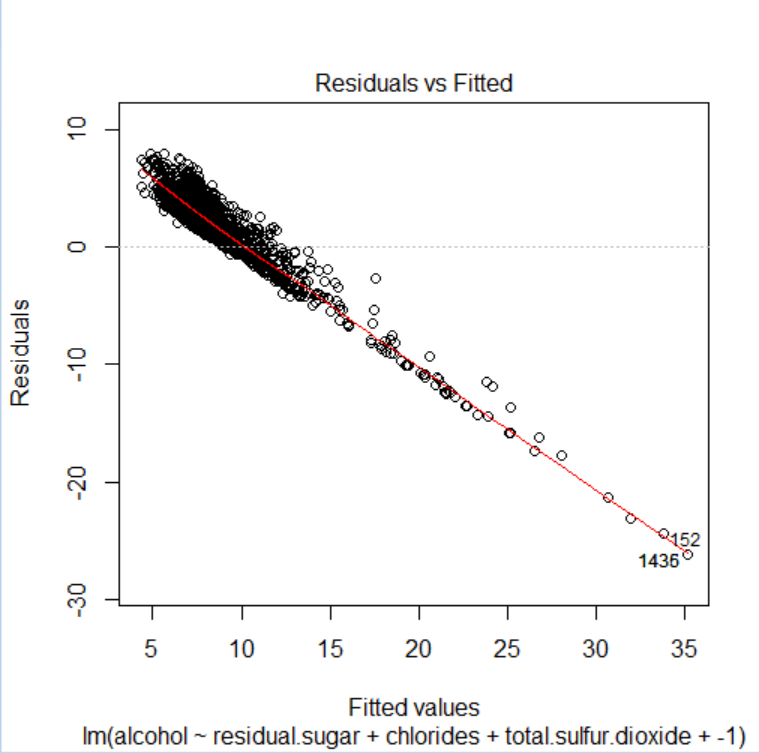 Residuals vs Fitted
10
0
-10
-20
-30
Residuals
152
1436
5 10 15 20 25 30 35
Fitted values
lm(alcohol ~ residual.sugar + chlorides + total.sulfur.dioxide + -1)